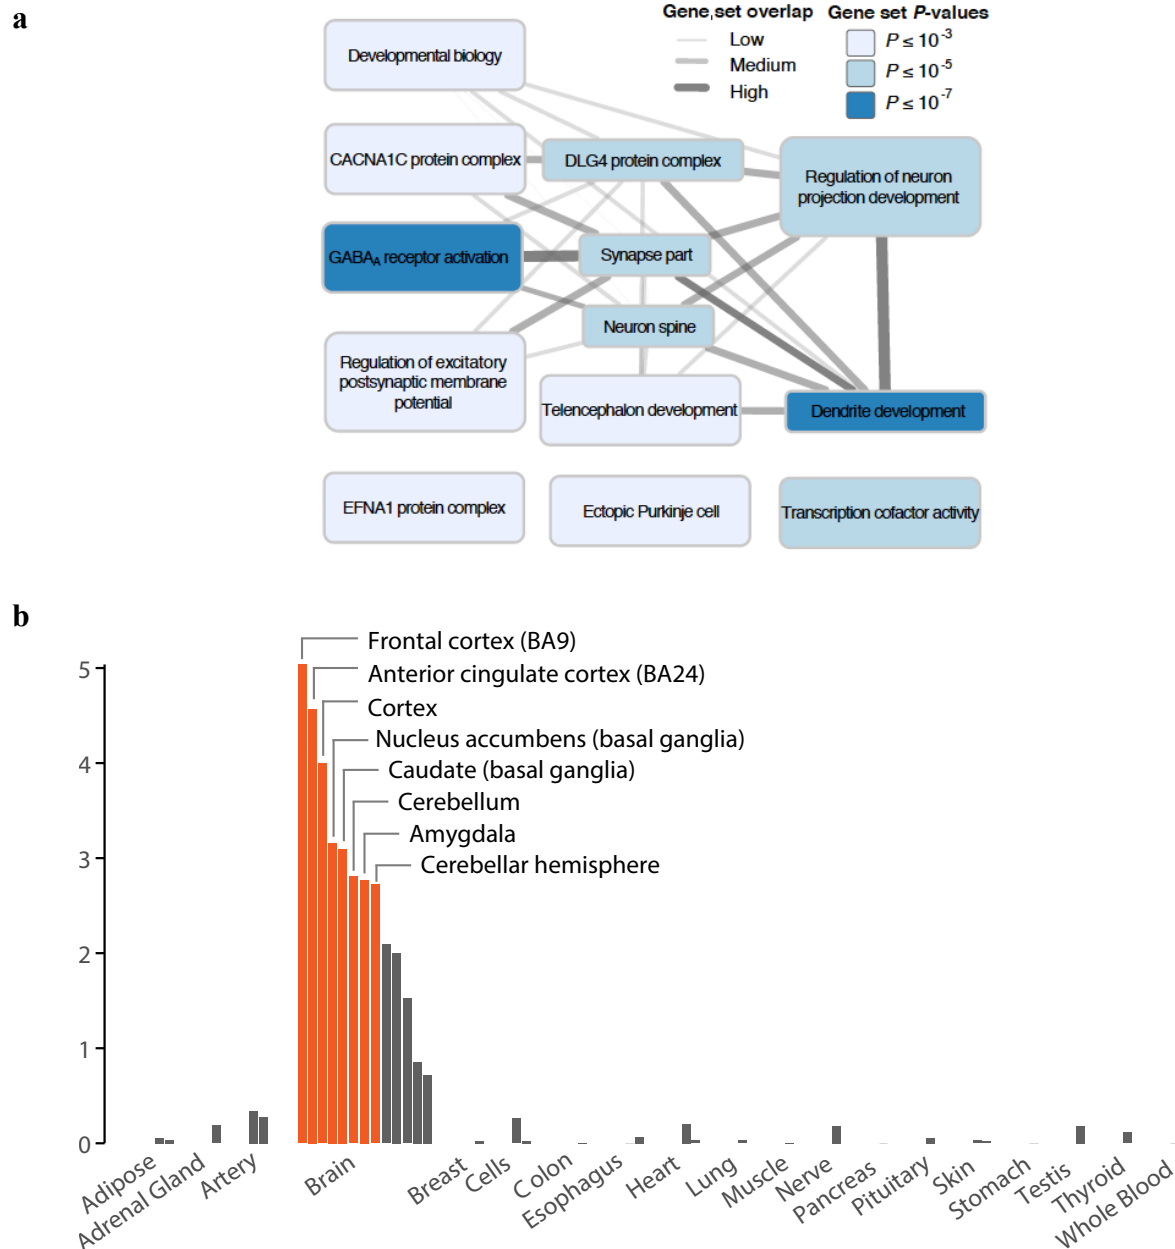 a
Gene set overlap
Low
Medium
High
Gene set P-values
P ≤ 10-3
P ≤ 10-5
P ≤ 10-7
Developmental biology
CACNA1C protein complex
DLG4 protein complex
Regulation of neuron
projection development
GABAA receptor activation
Synapse part
Neuron spine
Regulation of excitatory
postsynaptic membrane
potential
Telencephalon development
Dendrite development
EFNA1 protein complex
Ectopic Purkinje cell
Transcription cofactor activity
b
Frontal cortex (BA9)
Anterior cingulate cortex (BA24)
Cortex
Nucleus accumbens (basal ganglia)
Caudate (basal ganglia)
Cerebellum
Amygdala
Cerebellar hemisphere
5
4
3
2
1
0
Adipose
Adrenal Gland
Artery
Brain
Breast
Cells
Colon
Esophagus
Heart
Lung
Muscle
Nerve
Pancreas
Pituitary
Skin
Stomach
Testis
Thyroid
Whole Blood